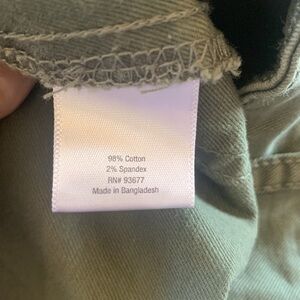 98% Cotton
2% Spandex
RN# 93677
Made in Bangladesh